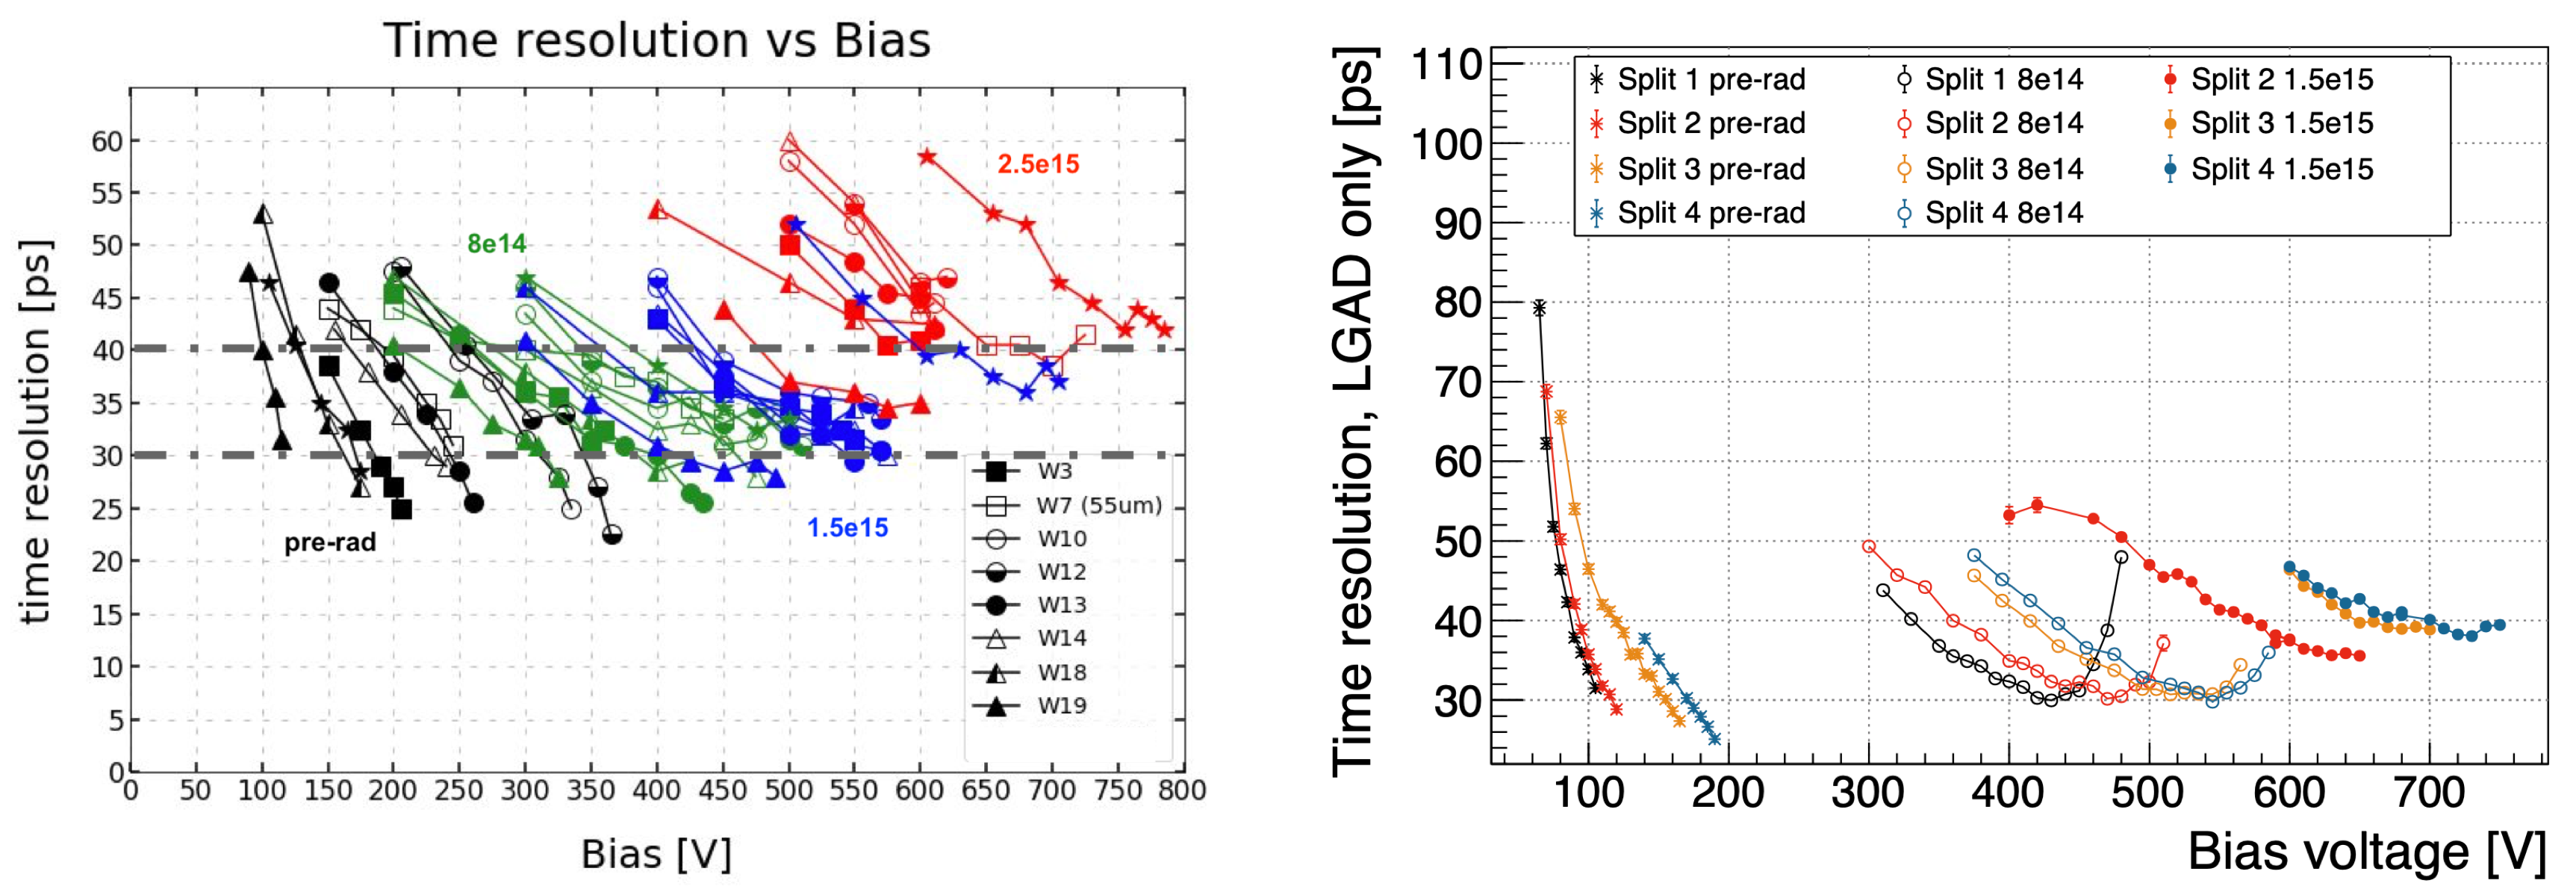 Time resolution vs Bias
time resolution [ps]
60
55
50
45
40
35
30
25
20
15
10
5
0
2.5e15
8e14
pre-rad
1.5e15
W3
W7 (55um)
W10
W12
W13
W14
W18
W19
0 50 100 150 200 250 300 350 400 450 500 550 600 650 700 750 800
Bias [V]
Time resolution, LGAD only [ps]
110
100
90
80
70
60
50
40
30
Split 1 pre-rad Split 1 8e14 Split 2 1.5e15
Split 2 pre-rad Split 2 8e14 Split 3 1.5e15
Split 3 pre-rad Split 3 8e14 Split 4 1.5e15
Split 4 pre-rad Split 4 8e14
100 200 300 400 500 600 700
Bias voltage [V]